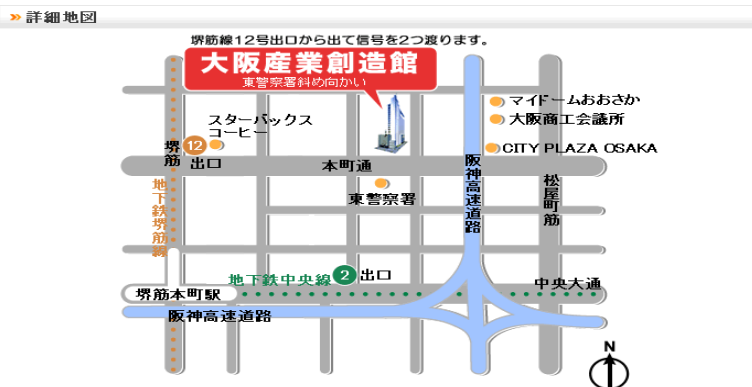 詳細地図
堺筋線12号出口から出て信号を2つ渡ります。
大阪産業創造館
東警察署斜め向かい
マイドームおおさか
大阪商工会議所
CITY PLAZA OSAKA
スターバックス
コーヒー
12
出口
堺筋
本町通
東警察署
阪神高速道路
松屋町筋
地下鉄堺筋線
地下鉄中央線
2
出口
中央大通
堺筋本町駅
阪神高速道路
N